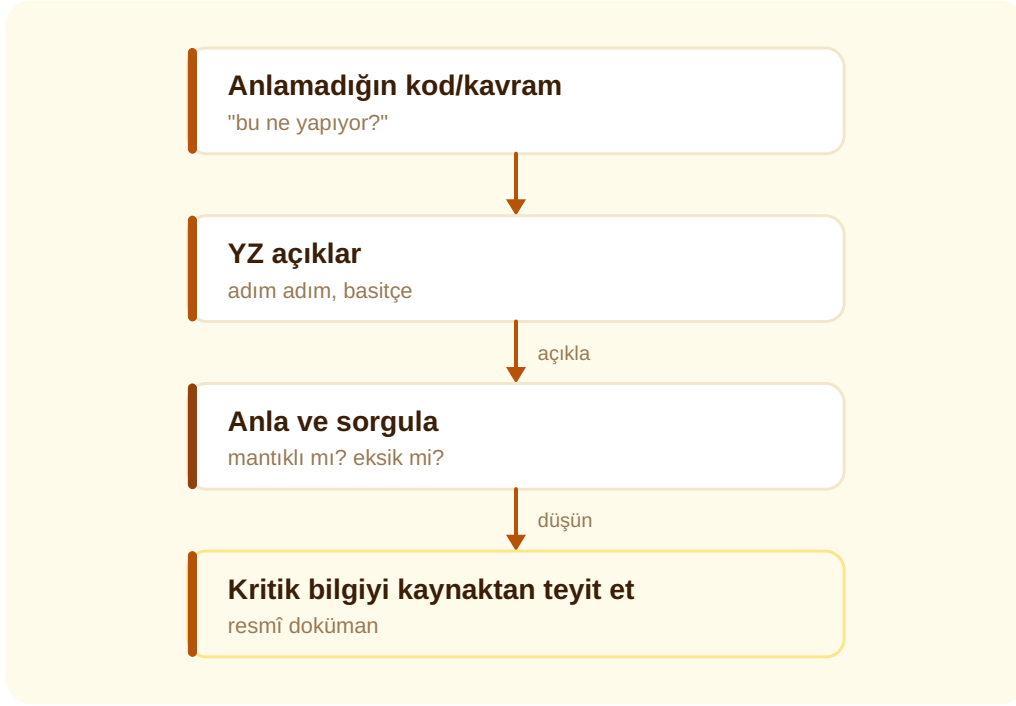 Anlamadığın kod/kavram
"bu ne yapıyor?"
YZ açıklar
adım adım, basitçe
açıkla
Anla ve sorgula
mantıklı mı? eksik mi?
düşün
Kritik bilgiyi kaynaktan teyit et
resmî doküman